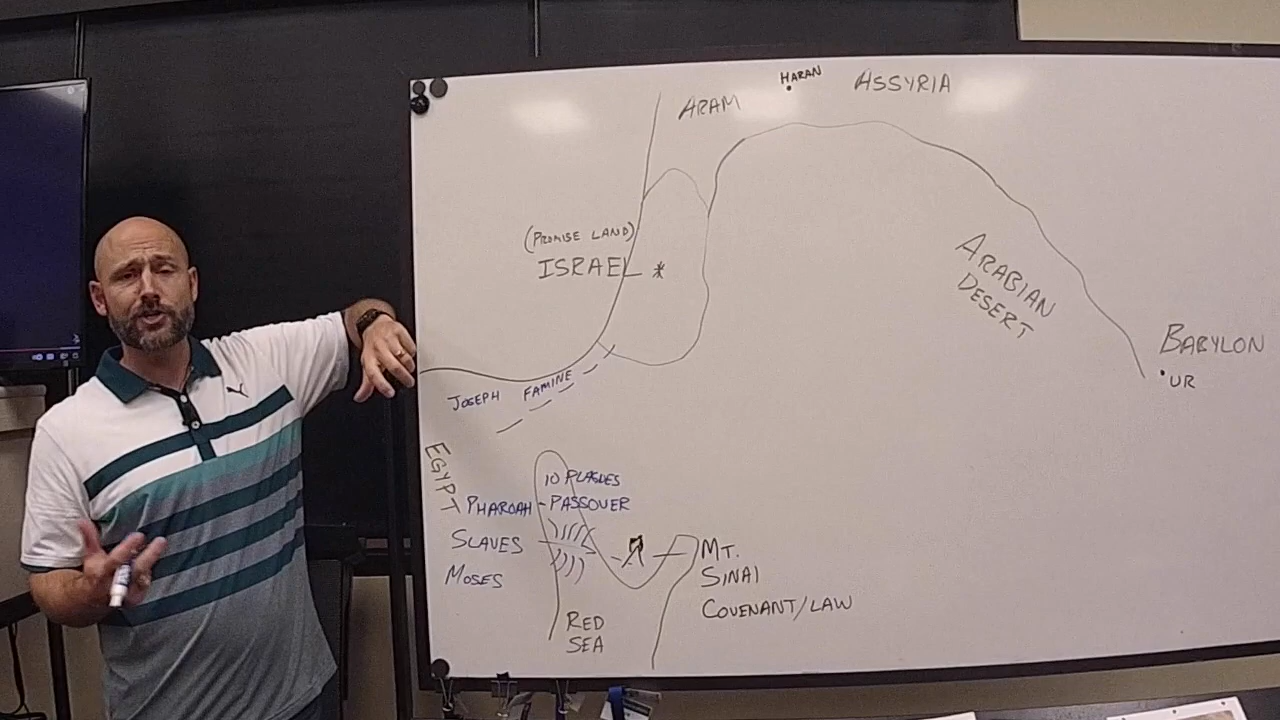 HARAN
ASSYRIA
ARAM
(PROMISE LAND)
ISRAEL
ARABIAN
DESERT
BABYLON
UR
JOSEPH FAMINE
EGYPT
10 PLAGUES
PHAROAH - PASSOVER
SLAVES
MOSES
MT.
SINAI
COVENANT/LAW
RED
SEA